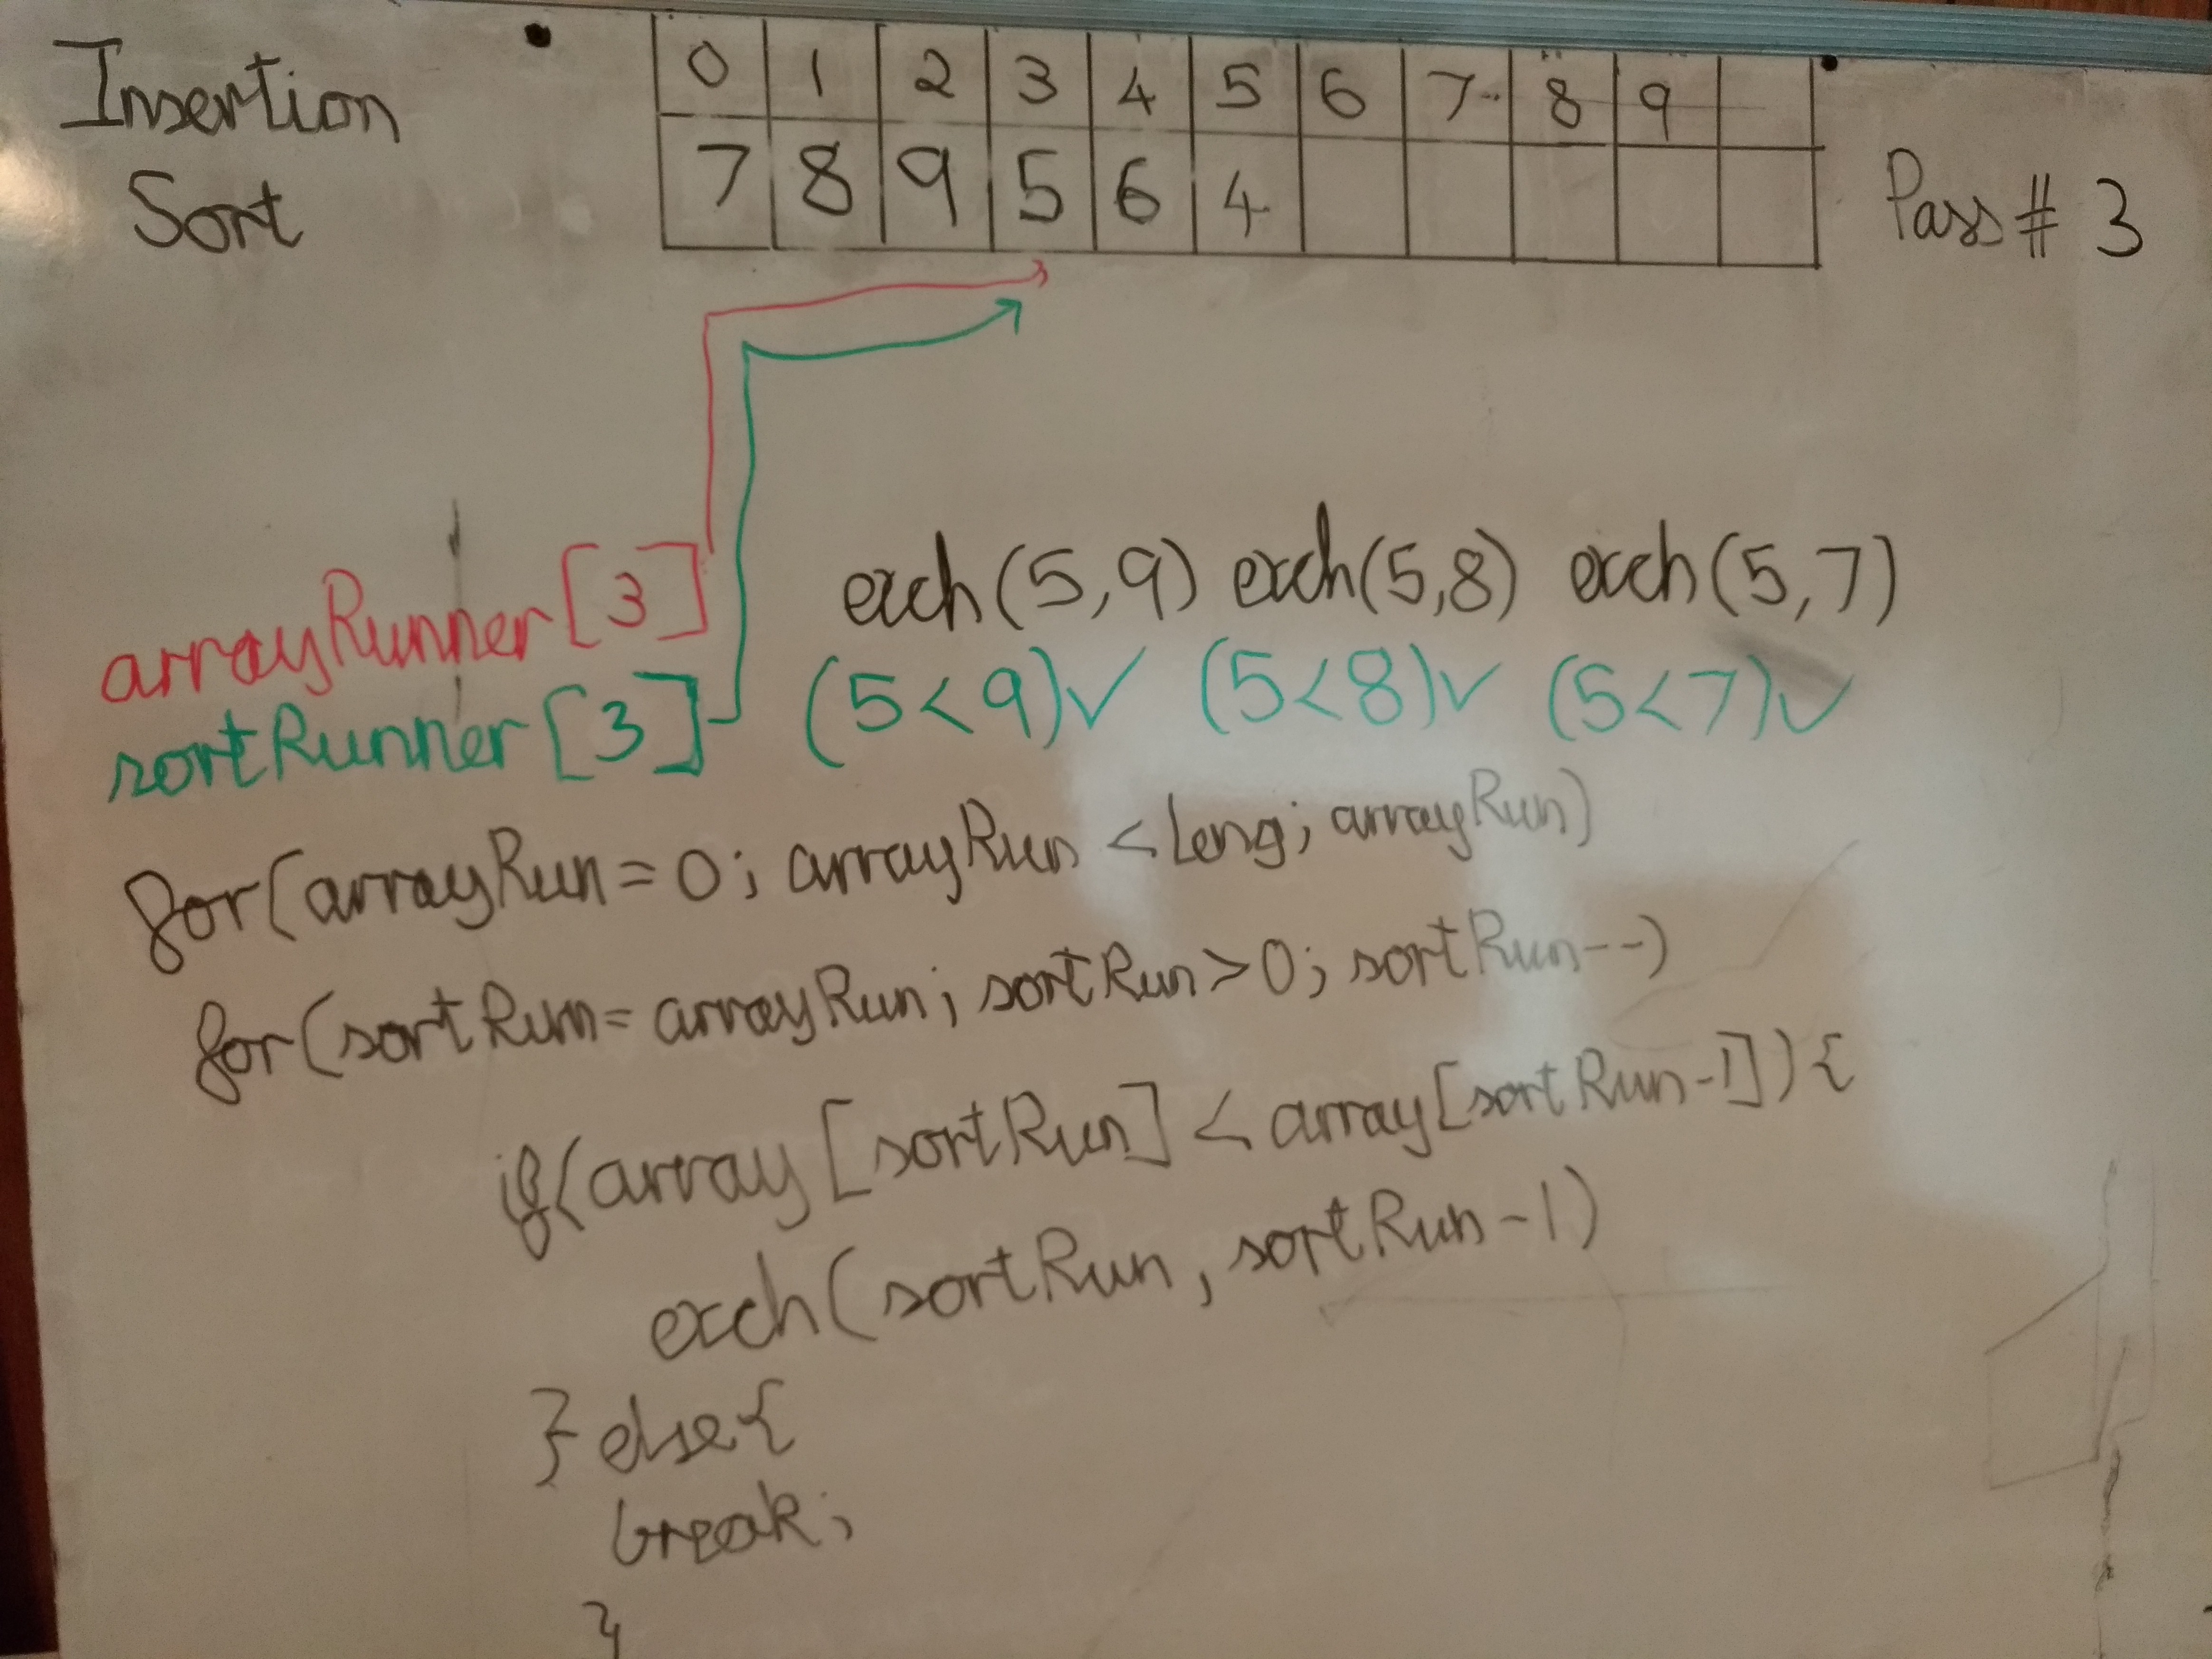 Insertion
Sort
0 1 2 3 4 5 6 7 8 9
7 8 9 5 6 4
Pass # 3
arrayRunner[3]
sortRunner[3]
exch(5,9) exch(5,8) exch(5,7)
(5<9)✓ (5<8)✓ (5<7)✓
for(arrayRun=0; arrayRun<Leng; arrayRun)
for(sortRun=arrayRun; sortRun>0; sortRun--)
if(array[sortRun]<array[sortRun-1]){
exch(sortRun, sortRun-1)
}else{
break;
}